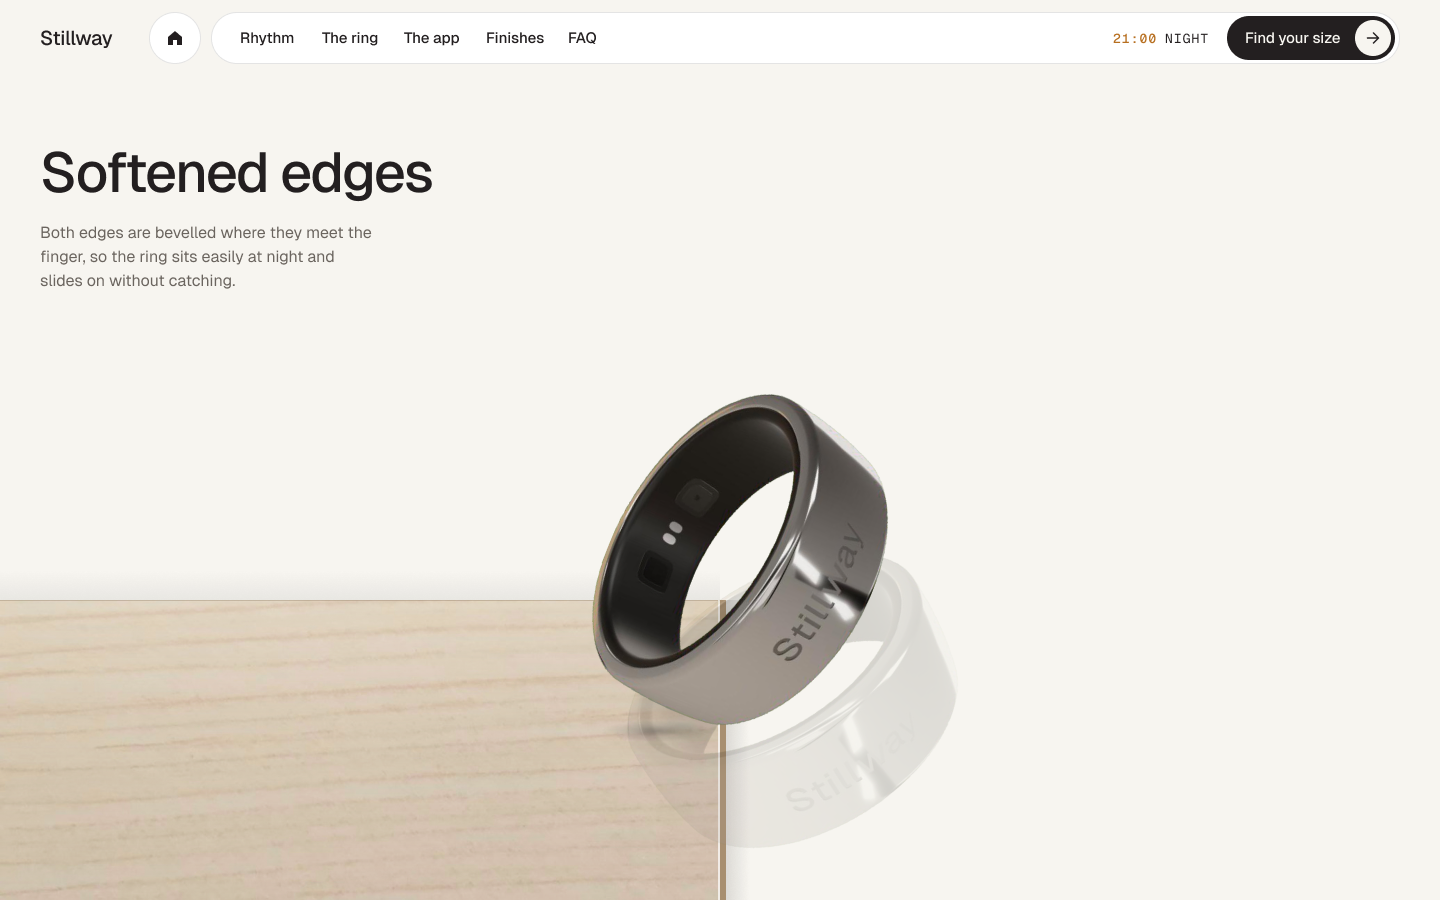 Stillway
Rhythm
The ring
The app
Finishes
FAQ
21:00 NIGHT
Find your size
Softened edges
Both edges are bevelled where they meet the
finger, so the ring sits easily at night and
slides on without catching.
Stillway
Stillway